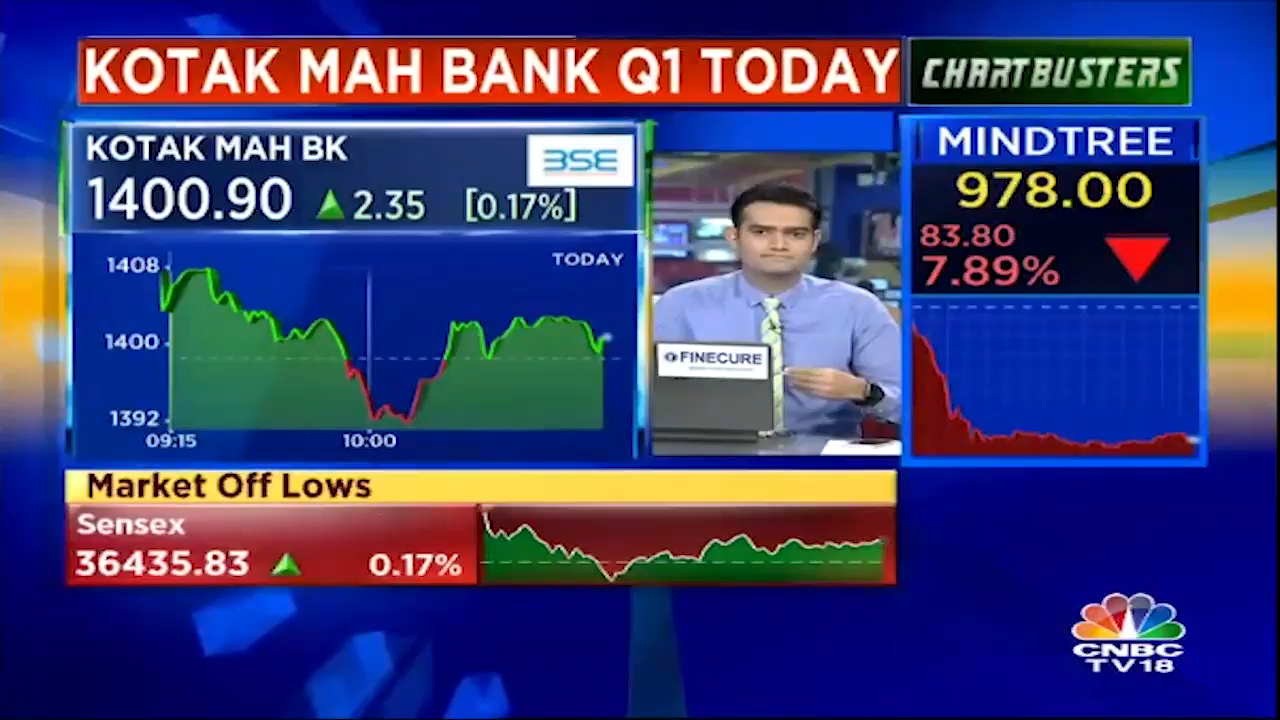 KOTAK MAH BANK Q1 TODAY
CHARTBUSTERS
KOTAK MAH BK
BSE
1400.90 ▲ 2.35 [0.17%]
TODAY
1408
1400
1392
09:15 10:00
FINECURE
MINDTREE
978.00
83.80
7.89% ▼
Market Off Lows
Sensex
36435.83 ▲ 0.17%
CNBC
TV18